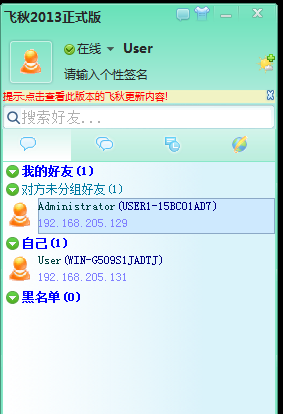 飞秋2013正式版
在线 User
请输入个性签名
提示:点击查看此版本的飞秋更新内容!
搜索好友...
我的好友(1)
对方未分组好友(1)
Administrator(USER1-15BC01AD7)
192.168.205.129
自己(1)
User(WIN-G509S1JADTJ)
192.168.205.131
黑名单(0)